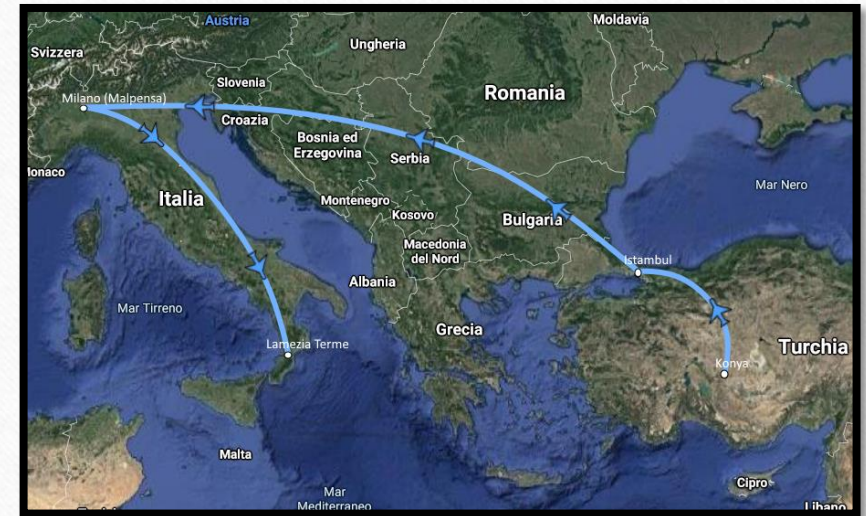 Austria
Moldavia
Svizzera
Ungheria
Slovenia
Romania
Milano (Malpensa)
Croazia
Bosnia ed
Erzegovina
Serbia
Monaco
Italia
Mar Nero
Montenegro
Kosovo
Bulgaria
Macedonia
del Nord
Istambul
Albania
Mar Tirreno
Grecia
Lamezia Terme
Turchia
Konya
Malta
Cipro
Mar
Mediterraneo
Libano